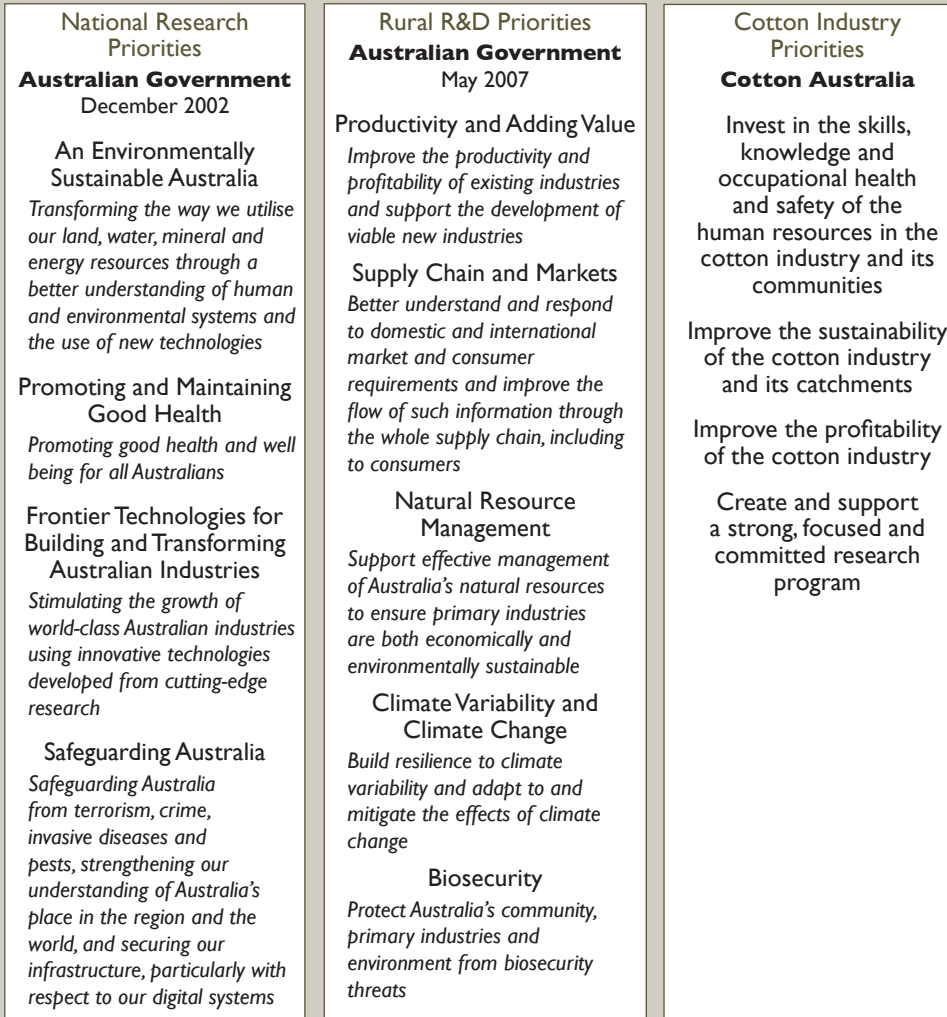 National Research
Priorities
Australian Government
December 2002
An Environmentally
Sustainable Australia
Transforming the way we utilise
our land, water, mineral and
energy resources through a
better understanding of human
and environmental systems and
the use of new technologies
Promoting and Maintaining
Good Health
Promoting good health and well
being for all Australians
Frontier Technologies for
Building and Transforming
Australian Industries
Stimulating the growth of
world-class Australian industries
using innovative technologies
developed from cutting-edge
research
Safeguarding Australia
Safeguarding Australia
from terrorism, crime,
invasive diseases and
pests, strengthening our
understanding of Australia's
place in the region and the
world, and securing our
infrastructure, particularly with
respect to our digital systems
Rural R&D Priorities
Australian Government
May 2007
Productivity and Adding Value
Improve the productivity and
profitability of existing industries
and support the development of
viable new industries
Supply Chain and Markets
Better understand and respond
to domestic and international
market and consumer
requirements and improve the
flow of such information through
the whole supply chain, including
to consumers
Natural Resource
Management
Support effective management
of Australia's natural resources
to ensure primary industries
are both economically and
environmentally sustainable
Climate Variability and
Climate Change
Build resilience to climate
variability and adapt to and
mitigate the effects of climate
change
Biosecurity
Protect Australia's community,
primary industries and
environment from biosecurity
threats
Cotton Industry
Priorities
Cotton Australia
Invest in the skills,
knowledge and
occupational health
and safety of the
human resources in the
cotton industry and its
communities
Improve the sustainability
of the cotton industry
and its catchments
Improve the profitability
of the cotton industry
Create and support
a strong, focused and
committed research
program